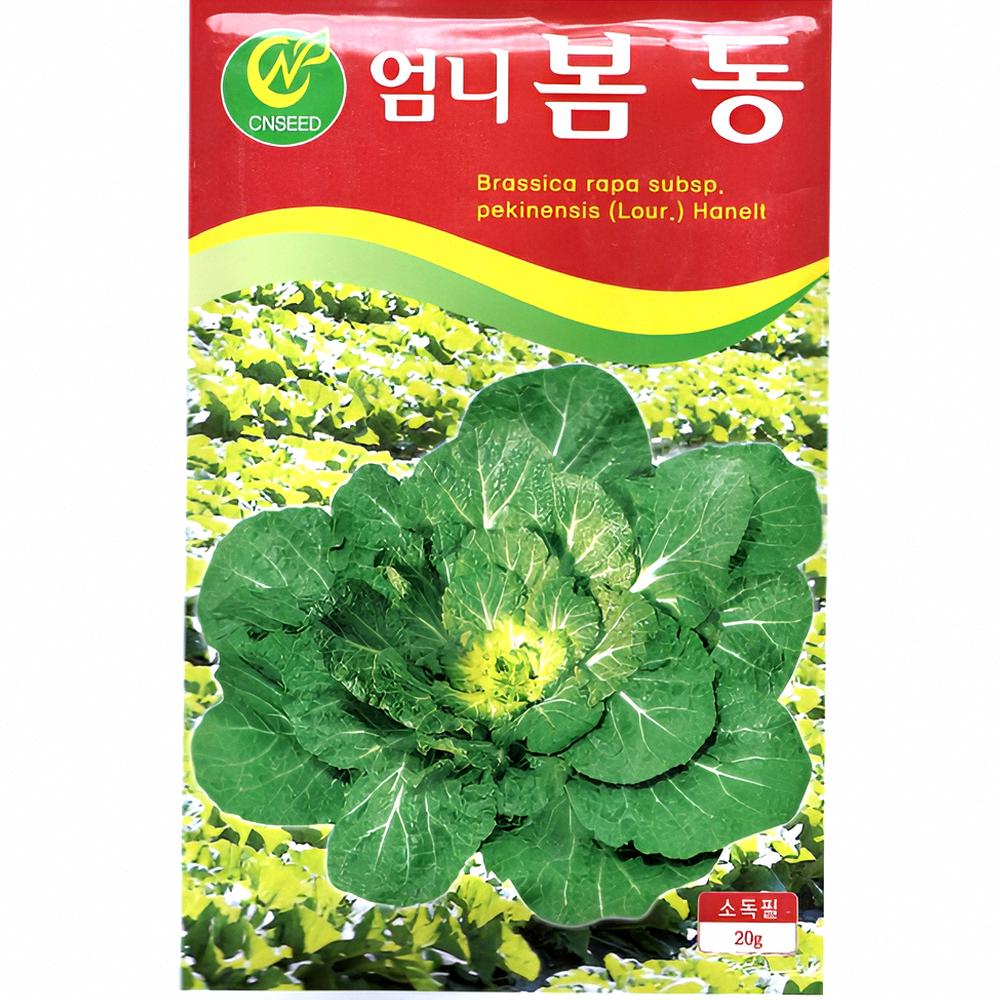 CNSEED
엄니 봄동
Brassica rapa subsp.
pekinensis (Lour.) Hanelt
소독필
20g